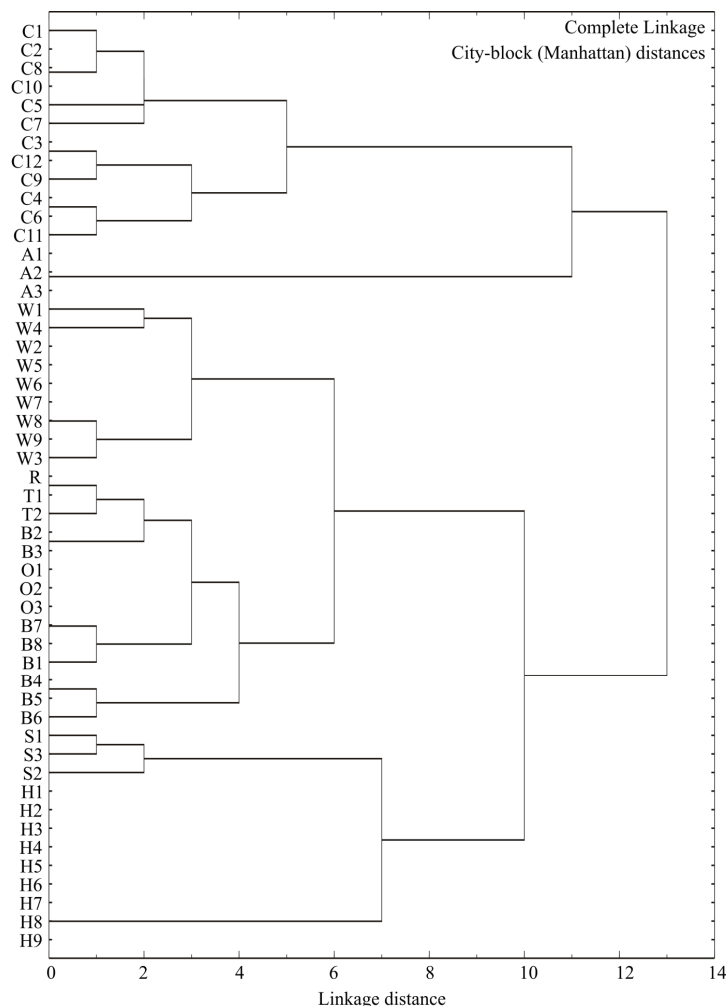 Complete Linkage
City-block (Manhattan) distances
C1
C2
C8
C10
C5
C7
C3
C12
C9
C4
C6
C11
A1
A2
A3
W1
W4
W2
W5
W6
W7
W8
W9
W3
R
T1
T2
B2
B3
O1
O2
O3
B7
B8
B1
B4
B5
B6
S1
S3
S2
H1
H2
H3
H4
H5
H6
H7
H8
H9
0 2 4 6 8 10 12 14
Linkage distance